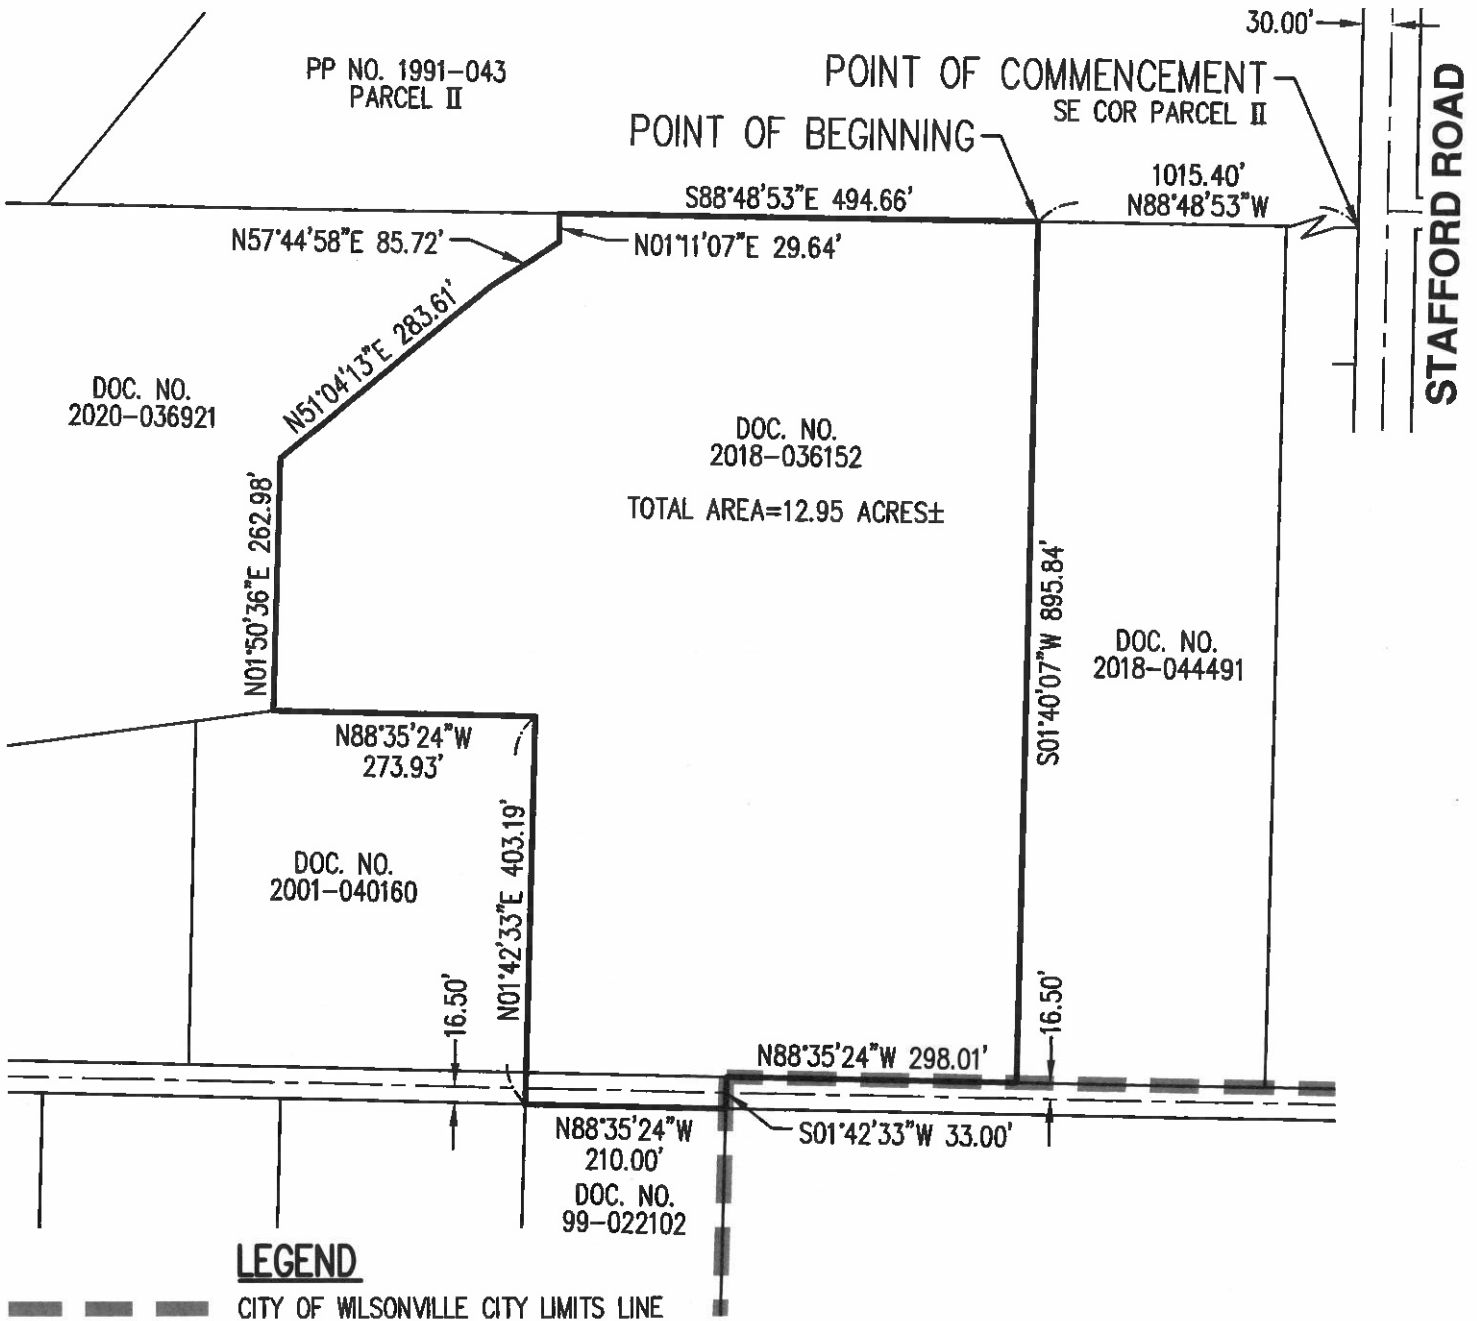 30.00'
PP NO. 1991-043
PARCEL II
POINT OF COMMENCEMENT
SE COR PARCEL II
POINT OF BEGINNING
STAFFORD ROAD
1015.40'
N88°48'53"W
S88°48'53"E 494.66'
N57°44'58"E 85.72'
N01°11'07"E 29.64'
N51°04'13"E 283.61'
DOC. NO.
2020-036921
DOC. NO.
2018-036152
TOTAL AREA=12.95 ACRES±
N01°50'36"E 262.98'
S01°40'07"W 895.84'
DOC. NO.
2018-044491
N88°35'24"W
273.93'
N01°42'33"E 403.19'
DOC. NO.
2001-040160
16.50'
16.50'
N88°35'24"W 298.01'
N88°35'24"W
210.00'
S01°42'33"W 33.00'
DOC. NO.
99-022102
LEGEND
CITY OF WILSONVILLE CITY LIMITS LINE